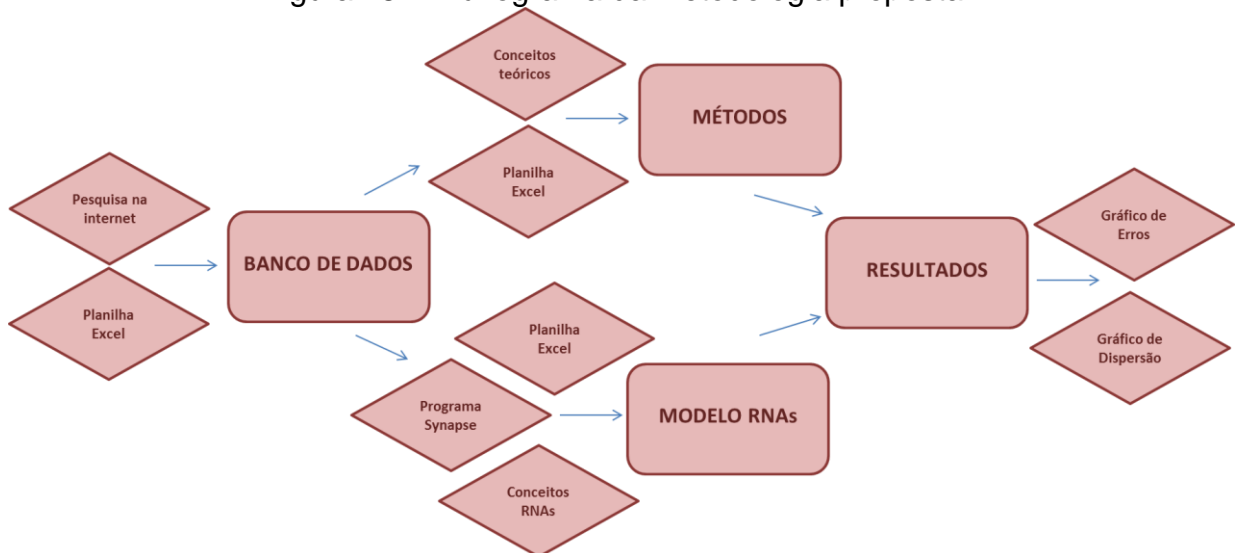 Conceitos
teóricos
MÉTODOS
Planilha
Excel
Pesquisa na
internet
BANCO DE DADOS
Planilha
Excel
Gráfico de
Erros
RESULTADOS
Gráfico de
Dispersão
Planilha
Excel
Programa
Synapse
MODELO RNAs
Conceitos
RNAs